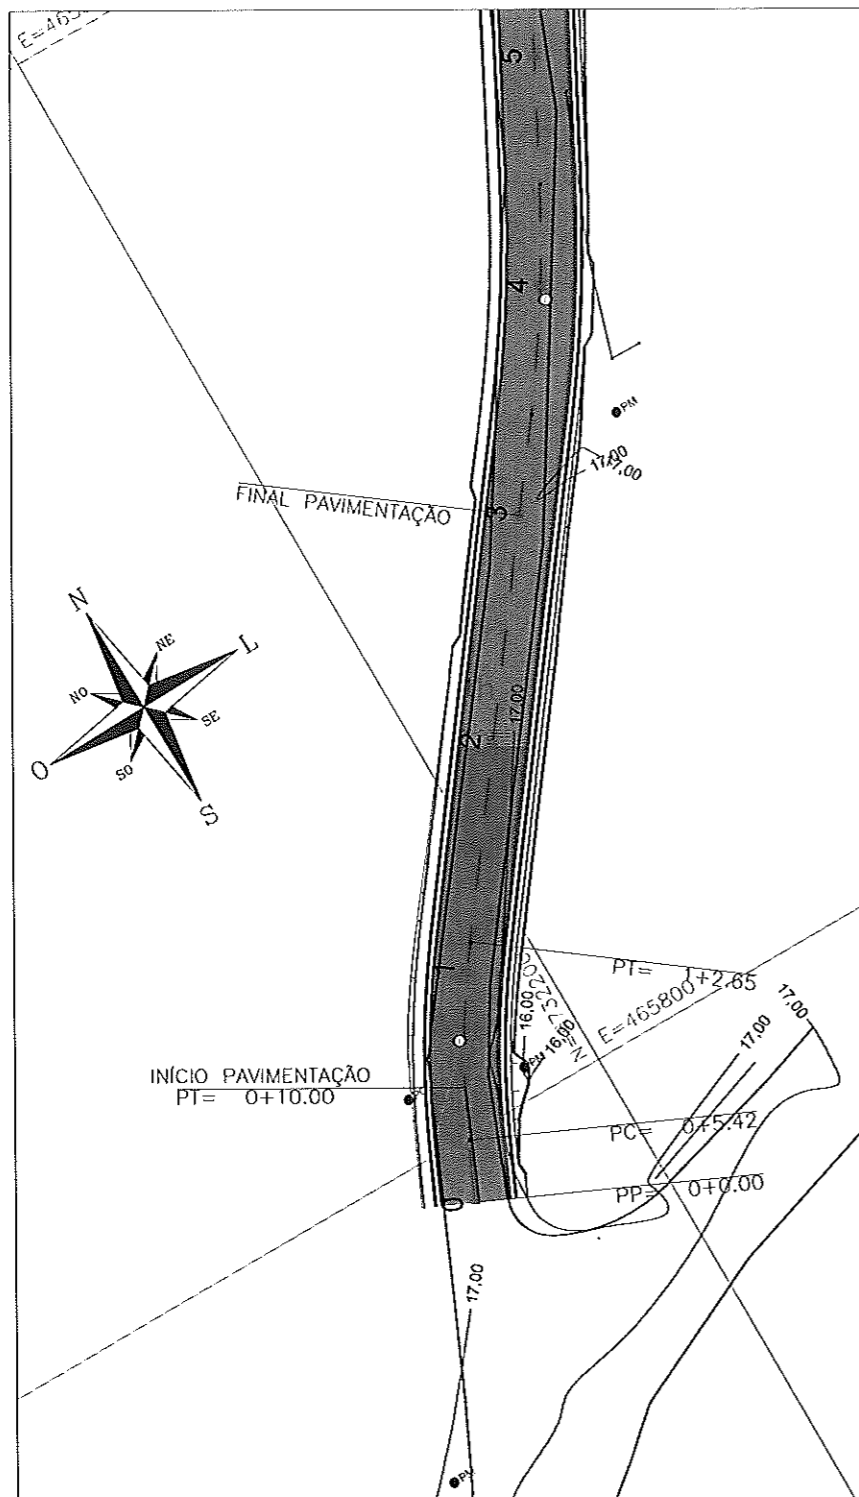 E=465
5
4
PM
17,00
17,00
FINAL PAVIMENTAÇÃO
3
N
NE
L
NO
SE
O
SO
S
17,00
2
1
PT= 1+2.65
E=465800
N=732200
16,00
16,00
PM
17,00
17,00
INÍCIO PAVIMENTAÇÃO
PT= 0+10.00
PC= 0+5.42
PP= 0+0.00
0
17,00